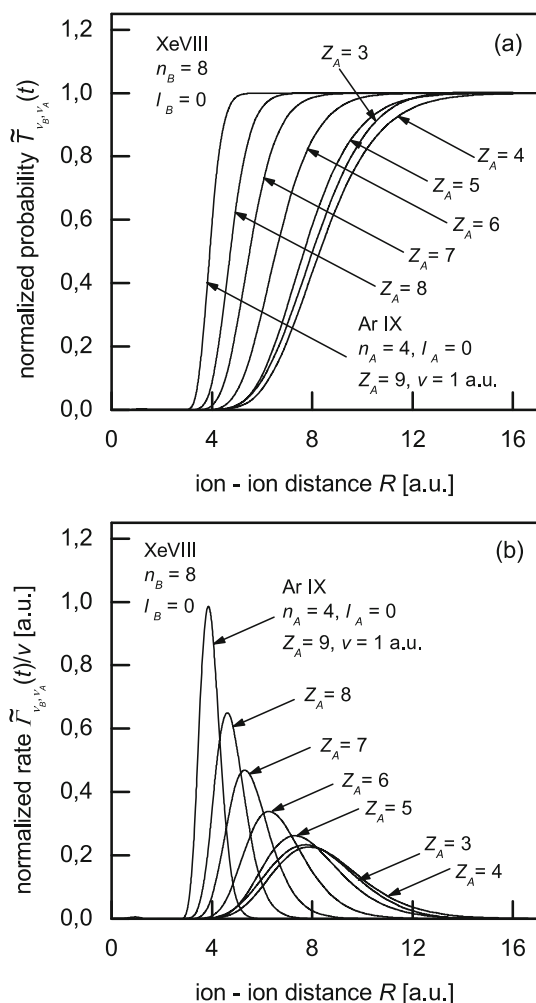 normalized probability T̃_{ν_B, ν_A}(t)
1,2
1,0
0,8
0,6
0,4
0,2
0,0
XeVIII
n_B = 8
l_B = 0
(a)
Z_A = 3
Z_A = 4
Z_A = 5
Z_A = 6
Z_A = 7
Z_A = 8
Ar IX
n_A = 4, l_A = 0
Z_A = 9, v = 1 a.u.
0 4 8 12 16
ion - ion distance R [a.u.]
normalized rate Γ̃_{ν_B, ν_A}(t)/v [a.u.]
1,2
1,0
0,8
0,6
0,4
0,2
0,0
XeVIII
n_B = 8
l_B = 0
(b)
Ar IX
n_A = 4, l_A = 0
Z_A = 9, v = 1 a.u.
Z_A = 8
Z_A = 7
Z_A = 6
Z_A = 5
Z_A = 3
Z_A = 4
0 4 8 12 16
ion - ion distance R [a.u.]